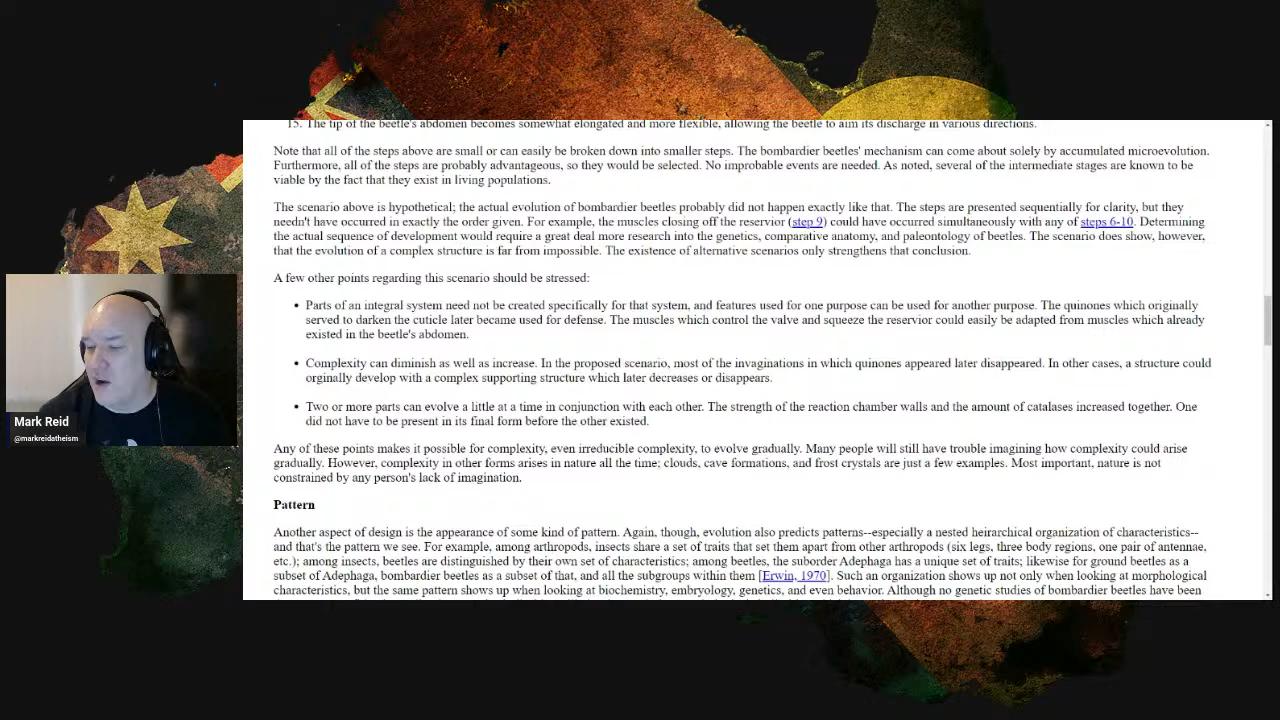 15. The tip of the beetle's abdomen becomes somewhat elongated and more flexible, allowing the beetle to aim its discharge in various directions.
Note that all of the steps above are small or can easily be broken down into smaller steps. The bombardier beetles' mechanism can come about solely by accumulated microevolution.
Furthermore, all of the steps are probably advantageous, so they would be selected. No improbable events are needed. As noted, several of the intermediate stages are known to be
viable by the fact that they exist in living populations.
The scenario above is hypothetical; the actual evolution of bombardier beetles probably did not happen exactly like that. The steps are presented sequentially for clarity, but they
needn't have occurred in exactly the order given. For example, the muscles closing off the reservior (step 9) could have occurred simultaneously with any of steps 6-10. Determining
the actual sequence of development would require a great deal more research into the genetics, comparative anatomy, and paleontology of beetles. The scenario does show, however,
that the evolution of a complex structure is far from impossible. The existence of alternative scenarios only strengthens that conclusion.
A few other points regarding this scenario should be stressed:
• Parts of an integral system need not be created specifically for that system, and features used for one purpose can be used for another purpose. The quinones which originally
served to darken the cuticle later became used for defense. The muscles which control the valve and squeeze the reservior could easily be adapted from muscles which already
existed in the beetle's abdomen.
• Complexity can diminish as well as increase. In the proposed scenario, most of the invaginations in which quinones appeared later disappeared. In other cases, a structure could
orginally develop with a complex supporting structure which later decreases or disappears.
• Two or more parts can evolve a little at a time in conjunction with each other. The strength of the reaction chamber walls and the amount of catalases increased together. One
did not have to be present in its final form before the other existed.
Any of these points makes it possible for complexity, even irreducible complexity, to evolve gradually. Many people will still have trouble imagining how complexity could arise
gradually. However, complexity in other forms arises in nature all the time; clouds, cave formations, and frost crystals are just a few examples. Most important, nature is not
constrained by any person's lack of imagination.
Pattern
Another aspect of design is the appearance of some kind of pattern. Again, though, evolution also predicts patterns--especially a nested heirarchical organization of characteristics--
and that's the pattern we see. For example, among arthropods, insects share a set of traits that set them apart from other arthropods (six legs, three body regions, one pair of antennae,
etc.); among insects, beetles are distinguished by their own set of characteristics; among beetles, the suborder Adephaga has a unique set of traits; likewise for ground beetles as a
subset of Adephaga, bombardier beetles as a subset of that, and all the subgroups within them [Erwin, 1970]. Such an organization shows up not only when looking at morphological
characteristics, but the same pattern shows up when looking at biochemistry, embryology, genetics, and even behavior. Although no genetic studies of bombardier beetles have been
Mark Reid
@markreidatheism